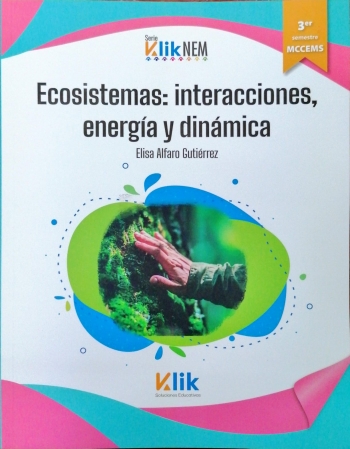 Serie
KlikNEM
3er
semestre
MCCEMS
Ecosistemas: interacciones,
energía y dinámica
Elisa Alfaro Gutiérrez
Klik
Soluciones Educativas